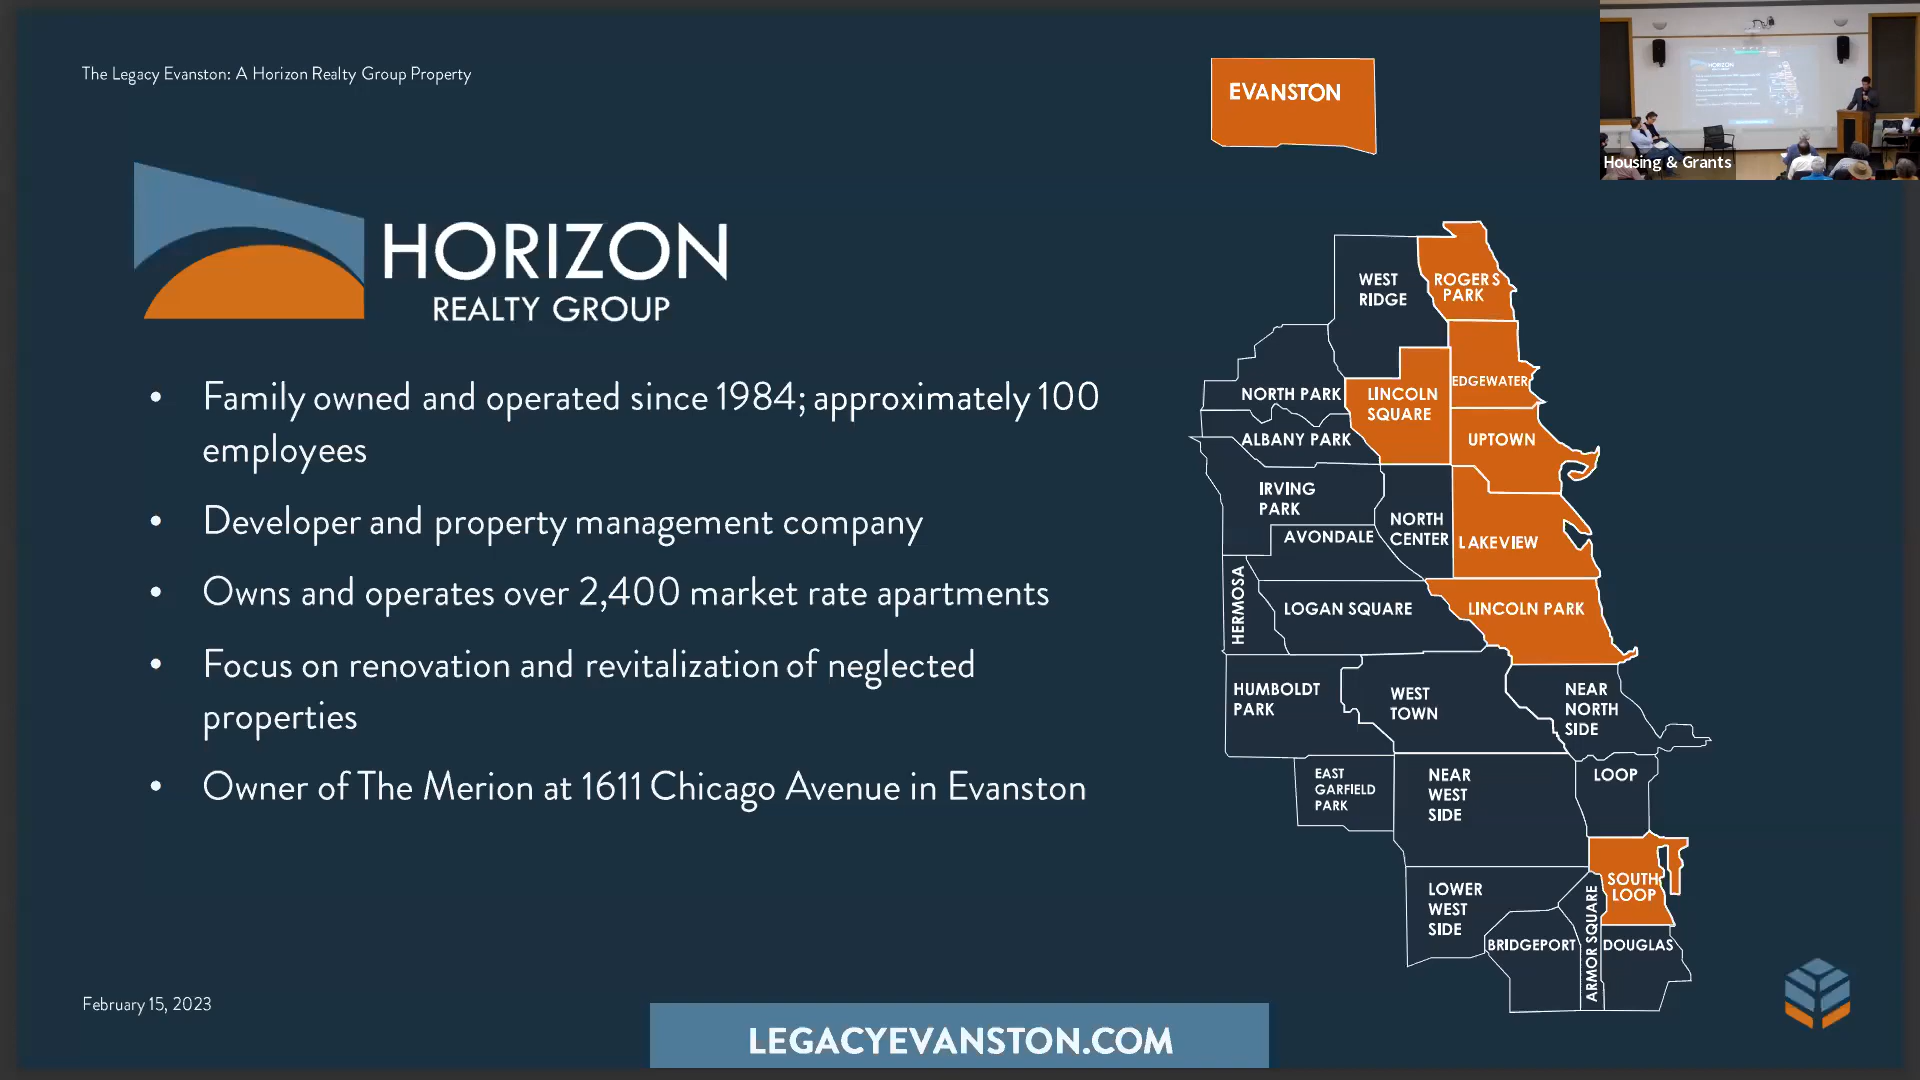 The Legacy Evanston: A Horizon Realty Group Property
HORIZON
REALTY GROUP
• Family owned and operated since 1984; approximately 100
employees
• Developer and property management company
• Owns and operates over 2,400 market rate apartments
• Focus on renovation and revitalization of neglected
properties
• Owner of The Merion at 1611 Chicago Avenue in Evanston
February 15, 2023
LEGACYEVANSTON.COM
EVANSTON
WEST
RIDGE
ROGERS
PARK
EDGEWATER
NORTH PARK
LINCOLN
SQUARE
ALBANY PARK
UPTOWN
IRVING
PARK
NORTH
CENTER
AVONDALE
LAKEVIEW
HERMOSA
LOGAN SQUARE
LINCOLN PARK
HUMBOLDT
PARK
WEST
TOWN
NEAR
NORTH
SIDE
EAST
GARFIELD
PARK
NEAR
WEST
SIDE
LOOP
SOUTH
LOOP
LOWER
WEST
SIDE
BRIDGEPORT
ARMOR SQUARE
DOUGLAS
Housing & Grants
HORIZON